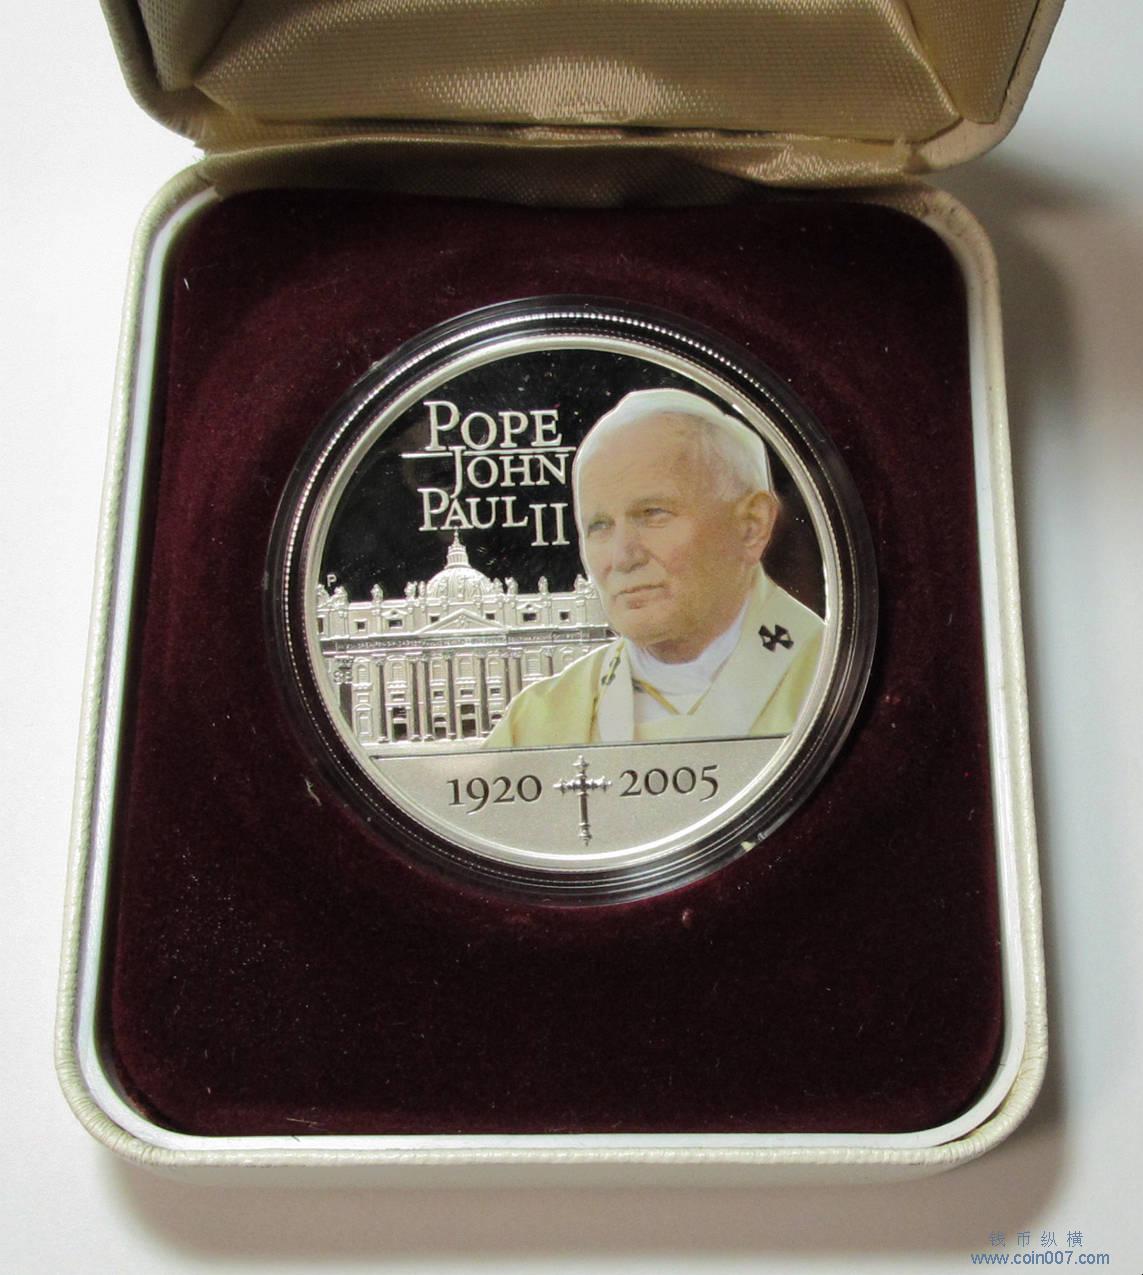 POPE
JOHN
PAUL II
P
1920 2005
钱币纵横
www.coin007.com